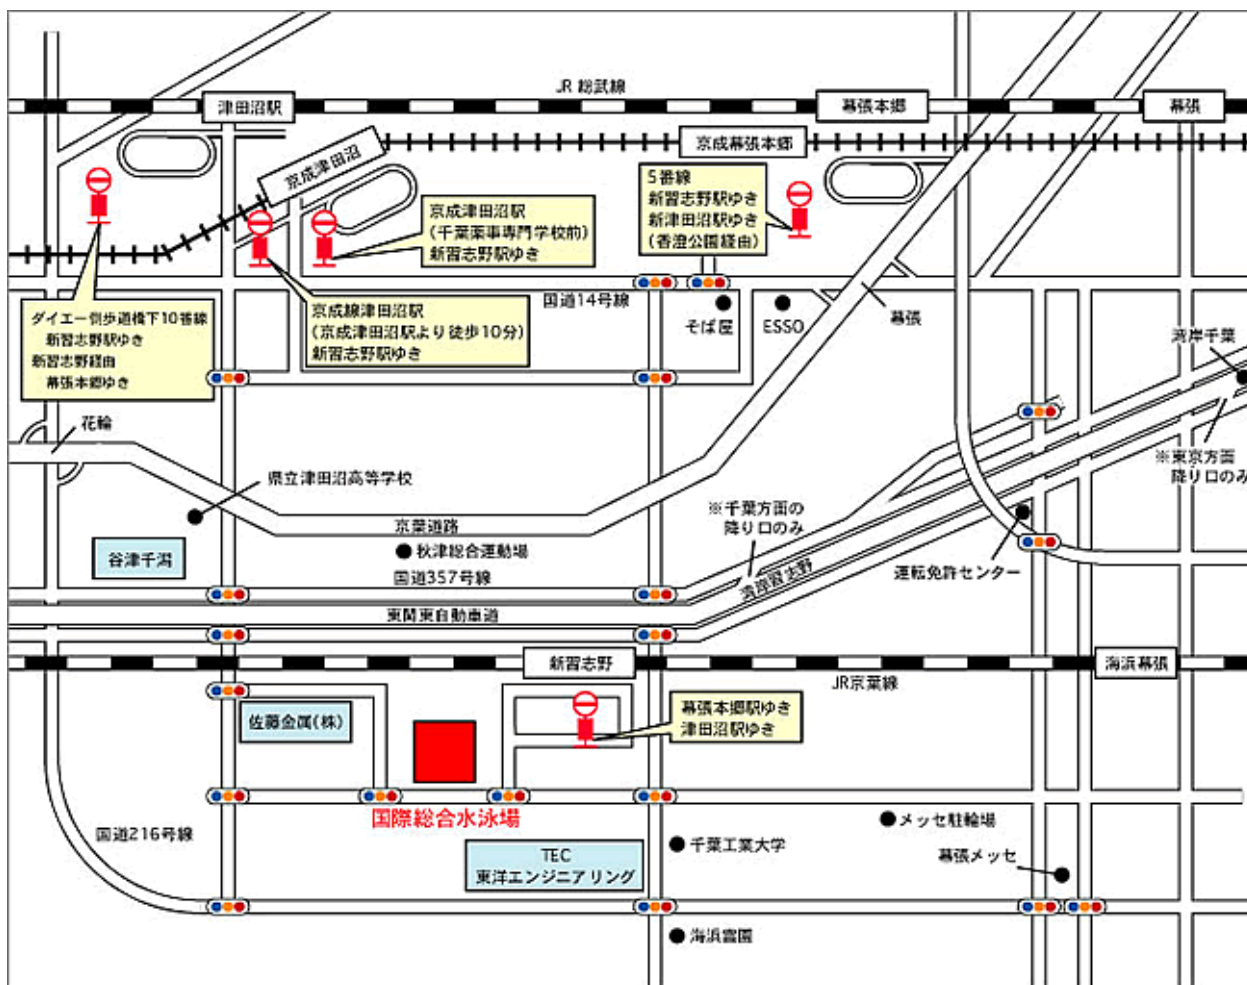 JR 総武線
津田沼駅
幕張本郷
幕張
京成幕張本郷
京成津田沼
5番線
新習志野駅ゆき
新津田沼駅ゆき
(香澄公園経由)
京成津田沼駅
(千葉薬事専門学校前)
新習志野駅ゆき
国道14号線
京成線津田沼駅
(京成津田沼駅より徒歩10分)
新習志野駅ゆき
ダイエー側歩道橋下10番線
新習志野駅ゆき
新習志野経由
幕張本郷ゆき
そば屋
ESSO
幕張
湾岸千葉
花輪
※東京方面
降り口のみ
県立津田沼高等学校
※千葉方面の
降り口のみ
京葉道路
谷津干潟
秋津総合運動場
国道357号線
湾岸習志野
運転免許センター
東関東自動車道
新習志野
海浜幕張
JR京葉線
佐藤金属(株)
幕張本郷駅ゆき
津田沼駅ゆき
国際総合水泳場
国道216号線
メッセ駐輪場
千葉工業大学
幕張メッセ
TEC
東洋エンジニアリング
海浜霊園